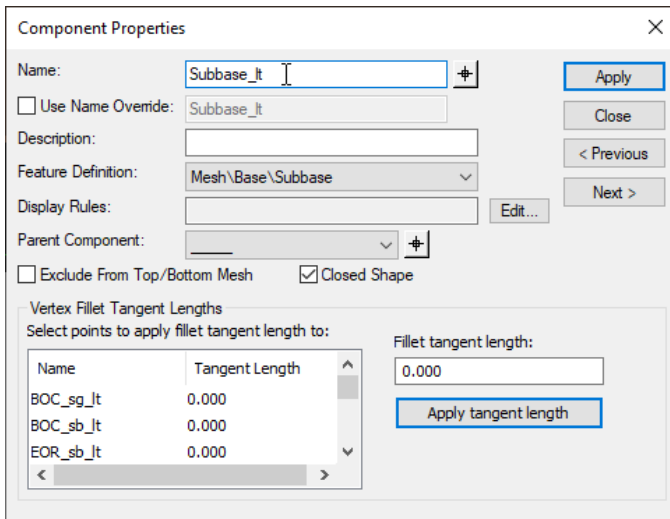 Component Properties
Name: Subbase_lt Apply
Use Name Override: Subbase_lt Close
Description: < Previous
Feature Definition: Mesh\Base\Subbase Next >
Display Rules: Edit...
Parent Component:
Exclude From Top/Bottom Mesh Closed Shape
Vertex Fillet Tangent Lengths
Select points to apply fillet tangent length to: Fillet tangent length:
Name Tangent Length 0.000
BOC_sg_lt 0.000 Apply tangent length
BOC_sb_lt 0.000
EOR_sb_lt 0.000